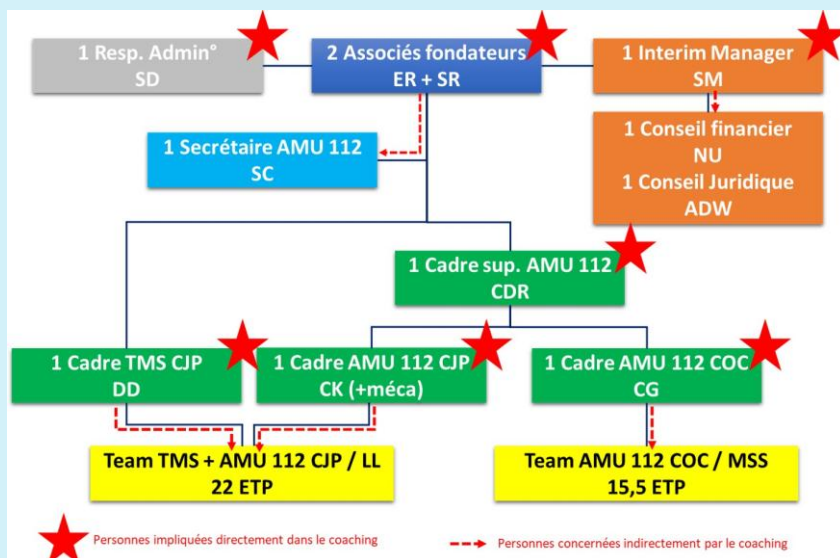 1 Resp. Admin°
SD
2 Associés fondateurs
ER + SR
1 Interim Manager
SM
1 Secrétaire AMU 112
SC
1 Conseil financier
NU
1 Conseil Juridique
ADW
1 Cadre sup. AMU 112
CDR
1 Cadre TMS CJP
DD
1 Cadre AMU 112 CJP
CK (+méca)
1 Cadre AMU 112 COC
CG
Team TMS + AMU 112 CJP / LL
22 ETP
Team AMU 112 COC / MSS
15,5 ETP
Personnes impliquées directement dans le coaching
Personnes concernées indirectement par le coaching